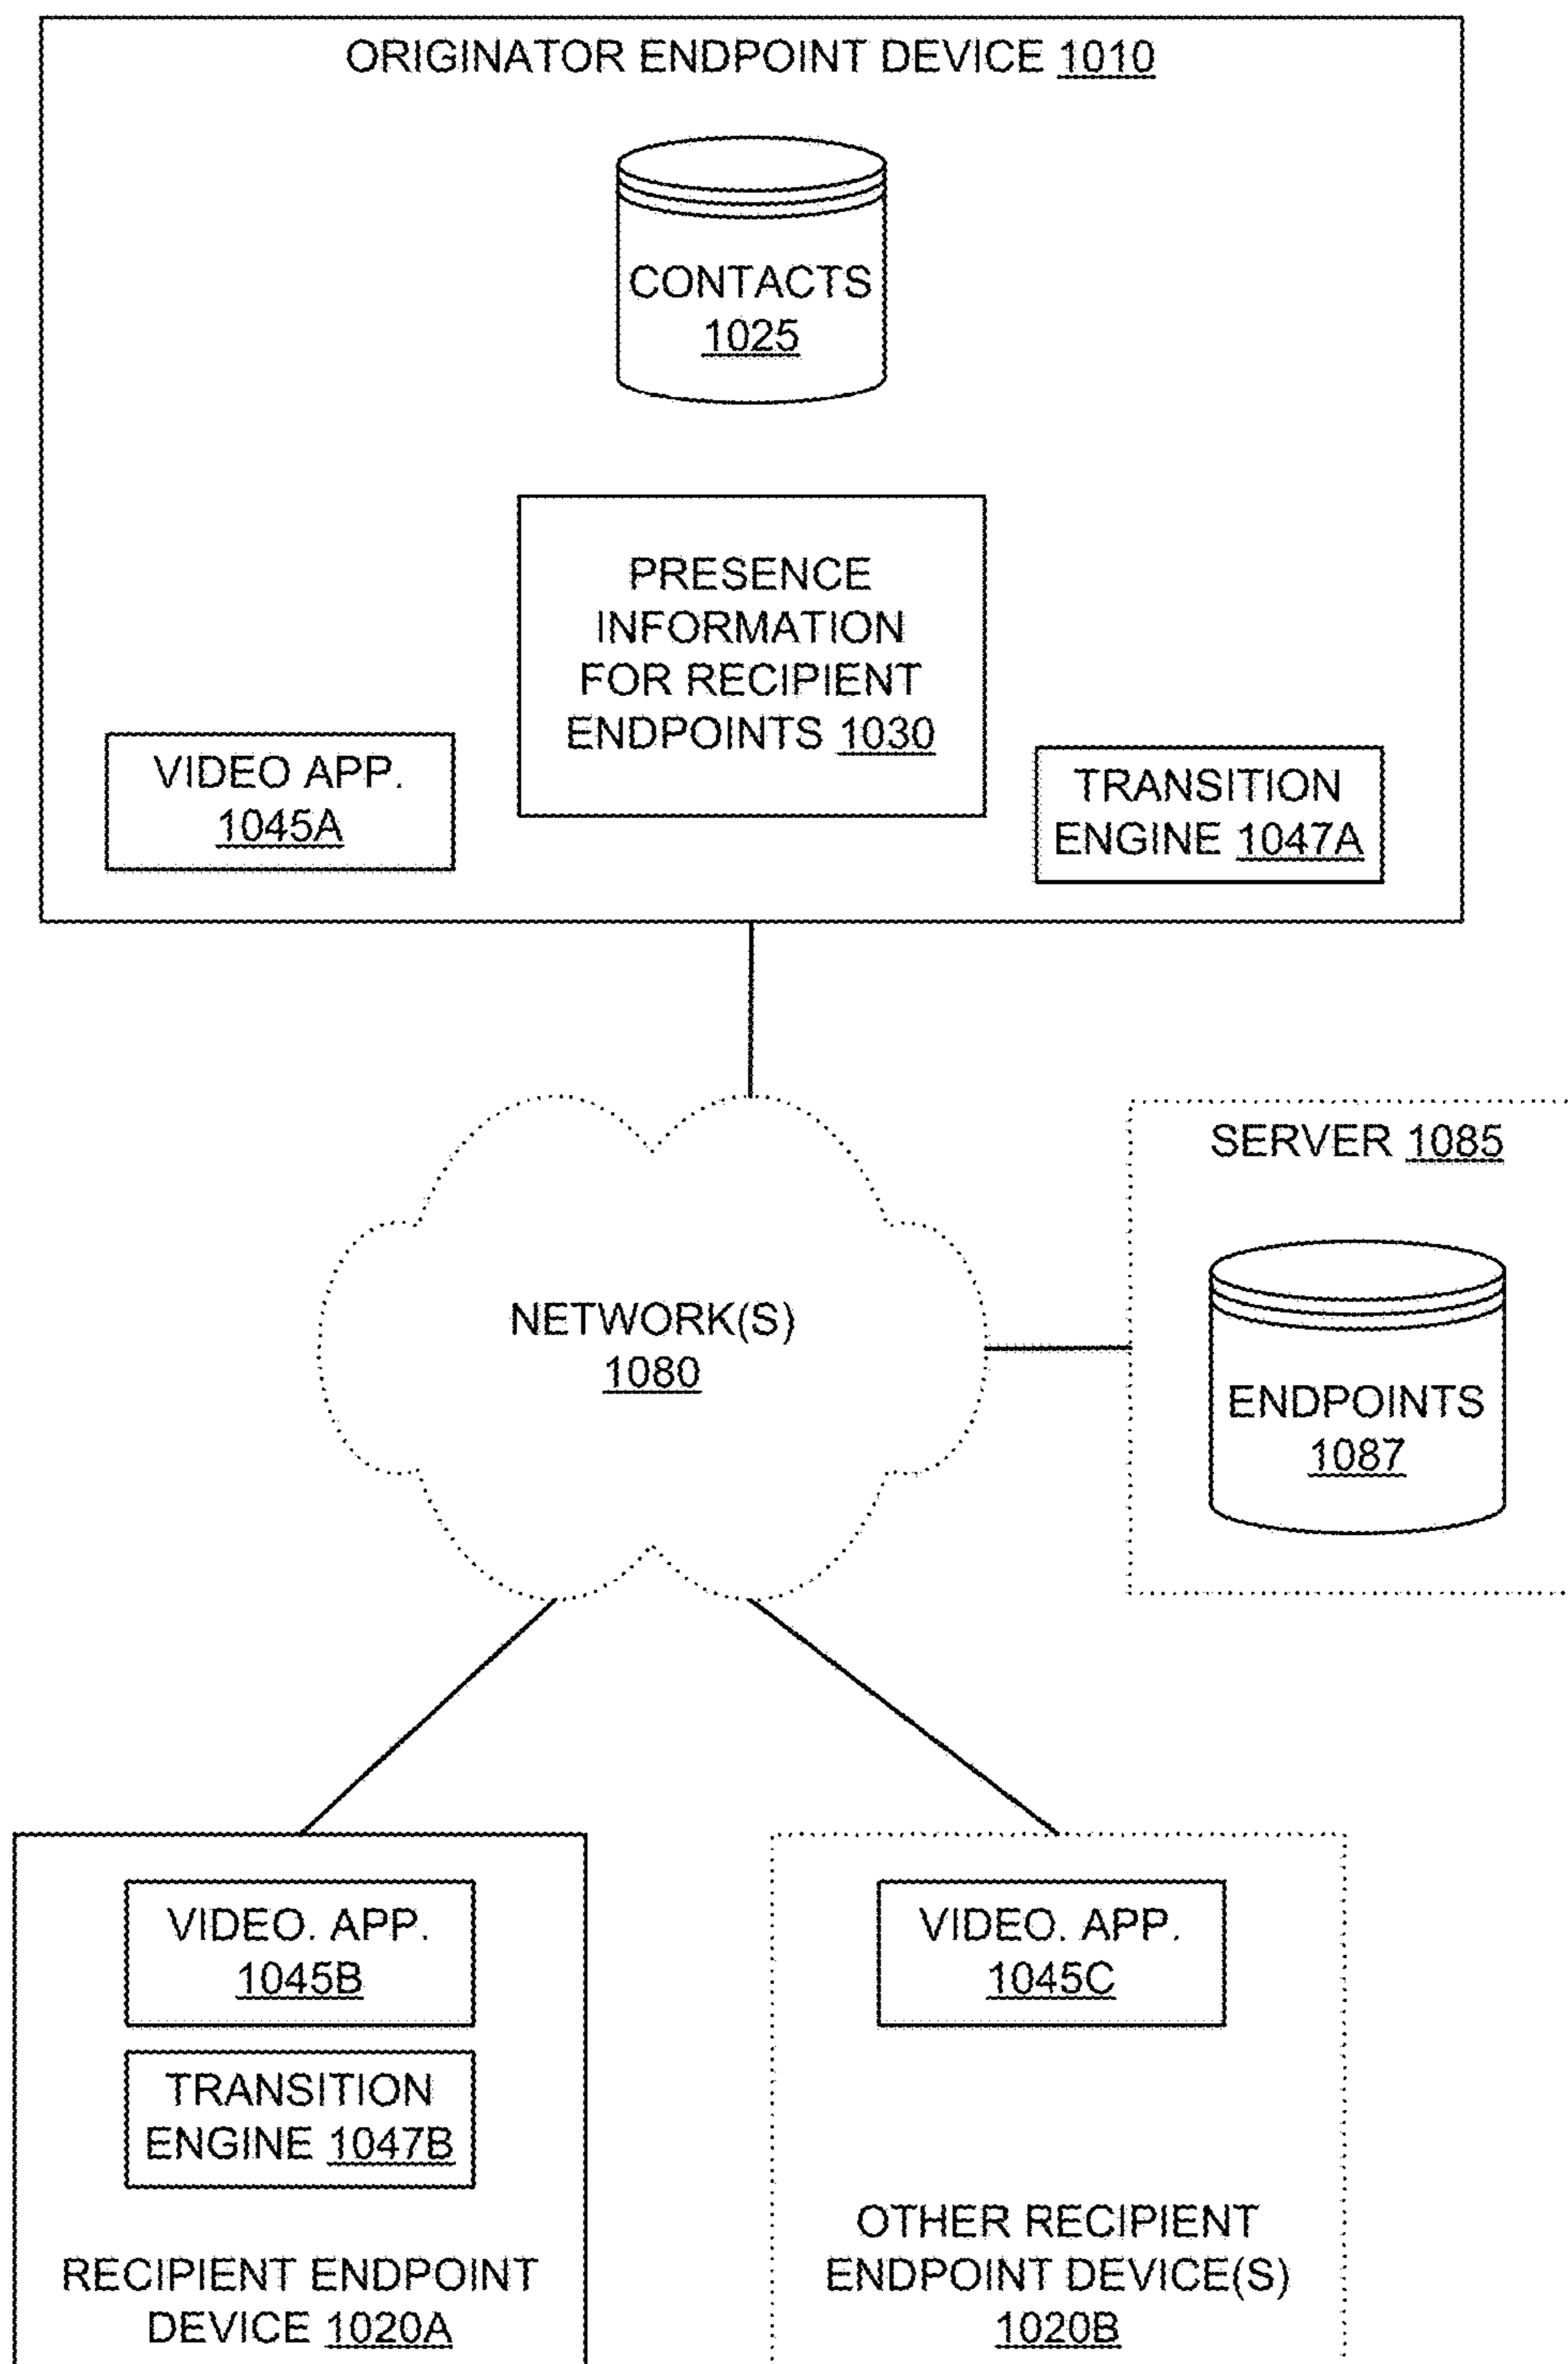 ORIGINATOR ENDPOINT DEVICE 1010
CONTACTS
1025
PRESENCE
INFORMATION
FOR RECIPIENT
ENDPOINTS 1030
VIDEO APP.
1045A
TRANSITION
ENGINE 1047A
SERVER 1085
NETWORK(S)
1080
ENDPOINTS
1087
VIDEO. APP.
1045B
TRANSITION
ENGINE 1047B
RECIPIENT ENDPOINT
DEVICE 1020A
VIDEO. APP.
1045C
OTHER RECIPIENT
ENDPOINT DEVICE(S)
1020B